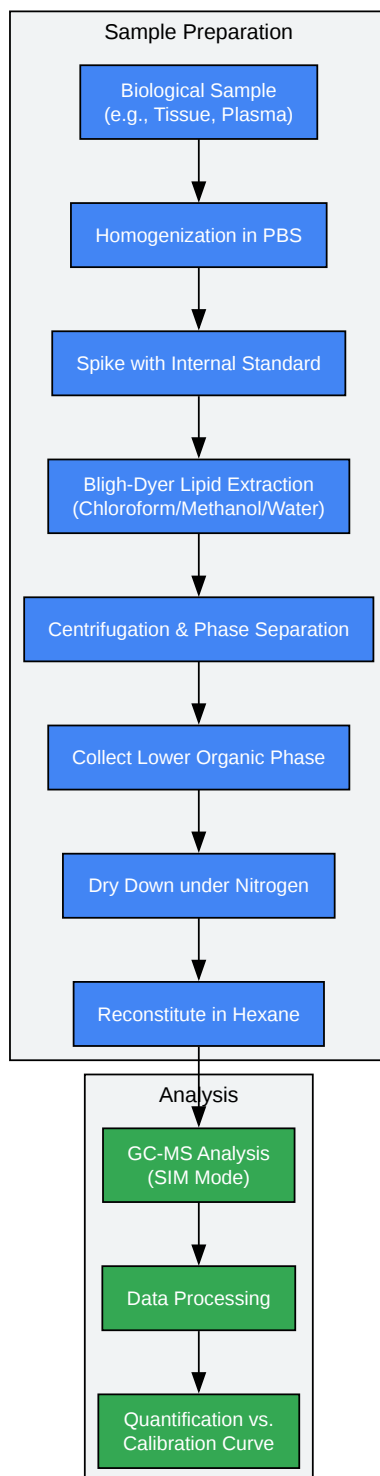 Sample Preparation
Biological Sample
(e.g., Tissue, Plasma)
Homogenization in PBS
Spike with Internal Standard
Bligh-Dyer Lipid Extraction
(Chloroform/Methanol/Water)
Centrifugation & Phase Separation
Collect Lower Organic Phase
Dry Down under Nitrogen
Reconstitute in Hexane
Analysis
GC-MS Analysis
(SIM Mode)
Data Processing
Quantification vs.
Calibration Curve